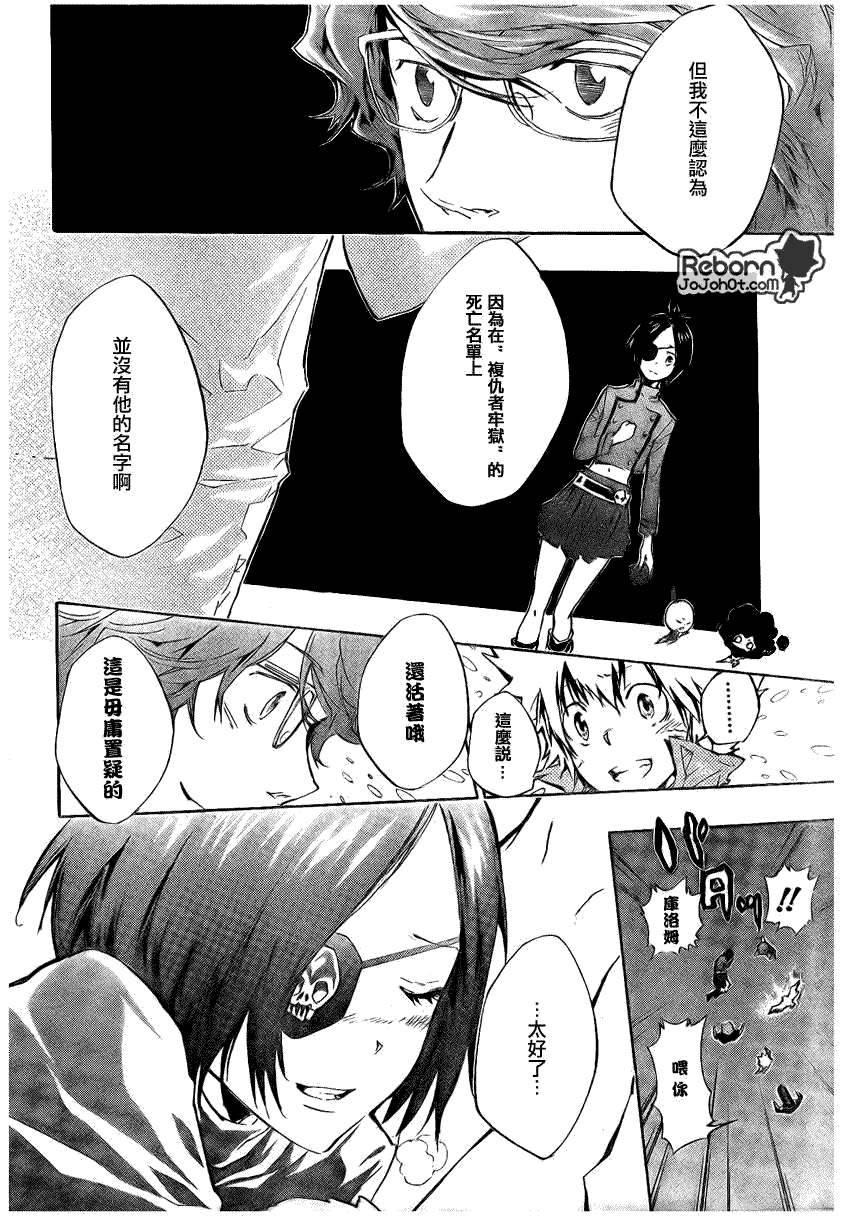 但我不這麼認為
Reborn
JoJoHOt.com
因為在〝複仇者牢獄〞的
死亡名單上
並沒有他的名字啊
………
這麼説…
還活著哦
這是毋庸置疑的
!!
庫洛姆
喂你
…太好了…